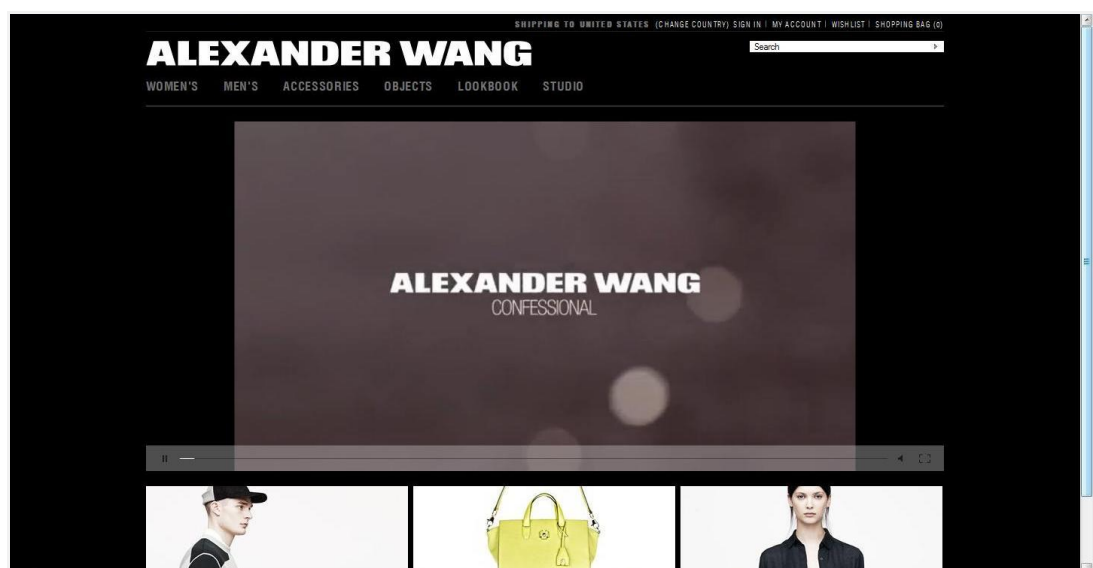 SHIPPING TO UNITED STATES (CHANGE COUNTRY) SIGN IN | MY ACCOUNT | WISHLIST | SHOPPING BAG (0)
ALEXANDER WANG
Search
WOMEN'S MEN'S ACCESSORIES OBJECTS LOOKBOOK STUDIO
ALEXANDER WANG
CONFESSIONAL